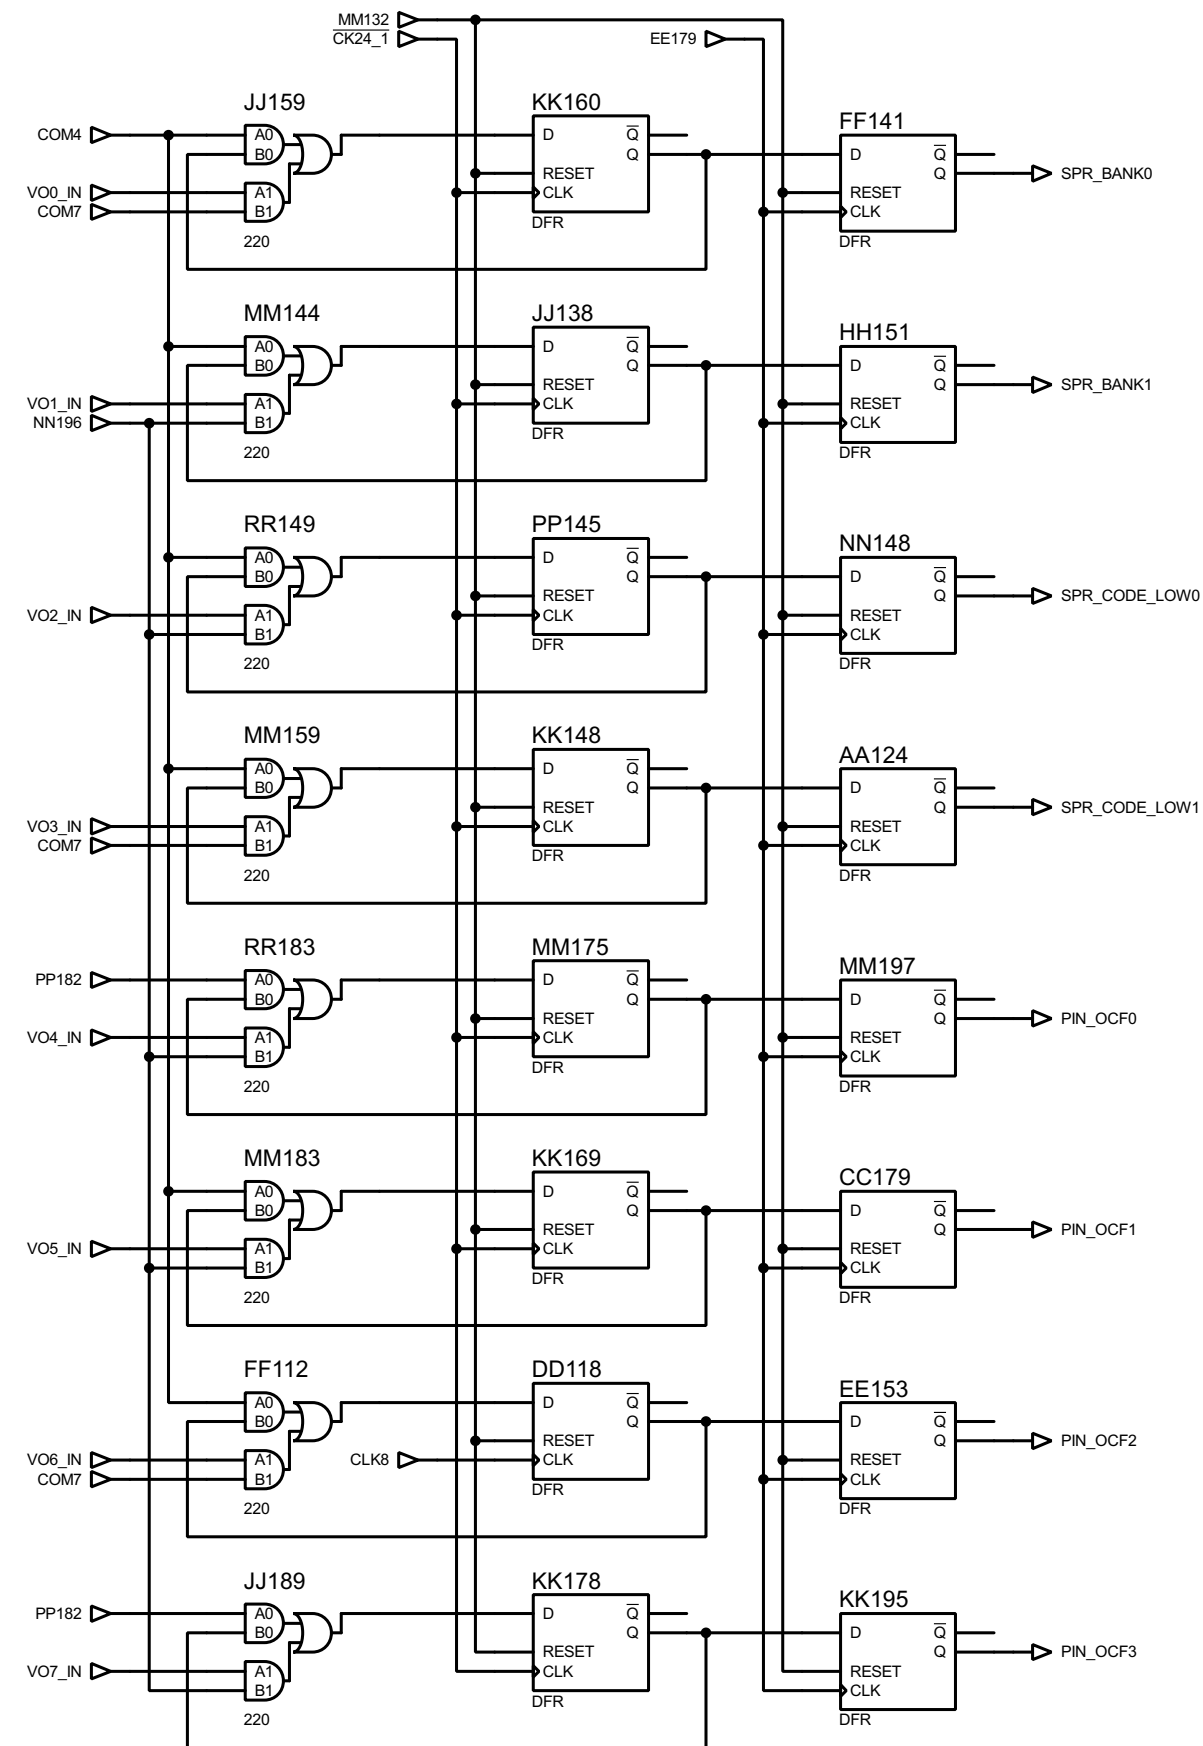 MM132
CK24_1
EE179
JJ159
KK160
FF141
COM4
A0
B0
D
Q
Q
D
Q
Q
SPR_BANK0
VO0_IN
A1
RESET
RESET
COM7
B1
CLK
CLK
220
DFR
DFR
MM144
JJ138
HH151
A0
B0
D
Q
Q
D
Q
Q
SPR_BANK1
VO1_IN
A1
RESET
RESET
NN196
B1
CLK
CLK
220
DFR
DFR
RR149
PP145
NN148
A0
B0
D
Q
Q
D
Q
Q
SPR_CODE_LOW0
VO2_IN
A1
RESET
RESET
B1
CLK
CLK
220
DFR
DFR
MM159
KK148
AA124
A0
B0
D
Q
Q
D
Q
Q
SPR_CODE_LOW1
VO3_IN
A1
RESET
RESET
COM7
B1
CLK
CLK
220
DFR
DFR
RR183
MM175
MM197
PP182
A0
B0
D
Q
Q
D
Q
Q
PIN_OCF0
VO4_IN
A1
RESET
RESET
B1
CLK
CLK
220
DFR
DFR
MM183
KK169
CC179
A0
B0
D
Q
Q
D
Q
Q
PIN_OCF1
VO5_IN
A1
RESET
RESET
B1
CLK
CLK
220
DFR
DFR
FF112
DD118
EE153
A0
B0
D
Q
Q
D
Q
Q
PIN_OCF2
VO6_IN
A1
RESET
RESET
COM7
B1
CLK8
CLK
CLK
220
DFR
DFR
JJ189
KK178
KK195
PP182
A0
B0
D
Q
Q
D
Q
Q
PIN_OCF3
VO7_IN
A1
RESET
RESET
B1
CLK
CLK
220
DFR
DFR